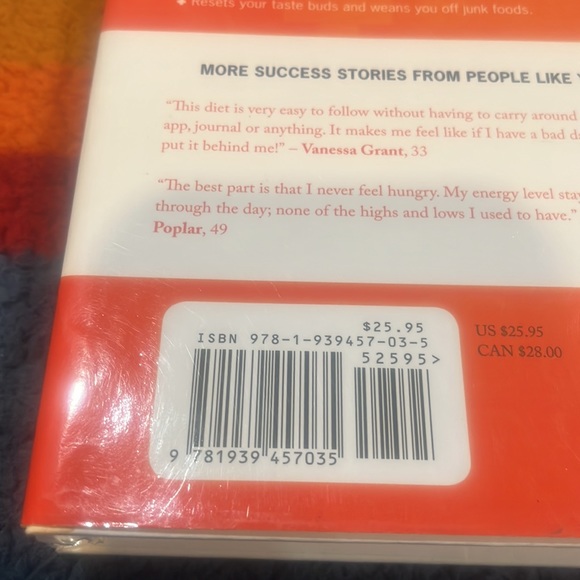 ✦ Resets your taste buds and weans you off junk foods.
MORE SUCCESS STORIES FROM PEOPLE LIKE
“This diet is very easy to follow without having to carry around
app, journal or anything. It makes me feel like if I have a bad
put it behind me!” – Vanessa Grant, 33
“The best part is that I never feel hungry. My energy level
through the day; none of the highs and lows I used to have.”
Poplar, 49
$25.95
ISBN 978-1-939457-03-5
52595>
9 781939 457035
US $25.95
CAN $28.00